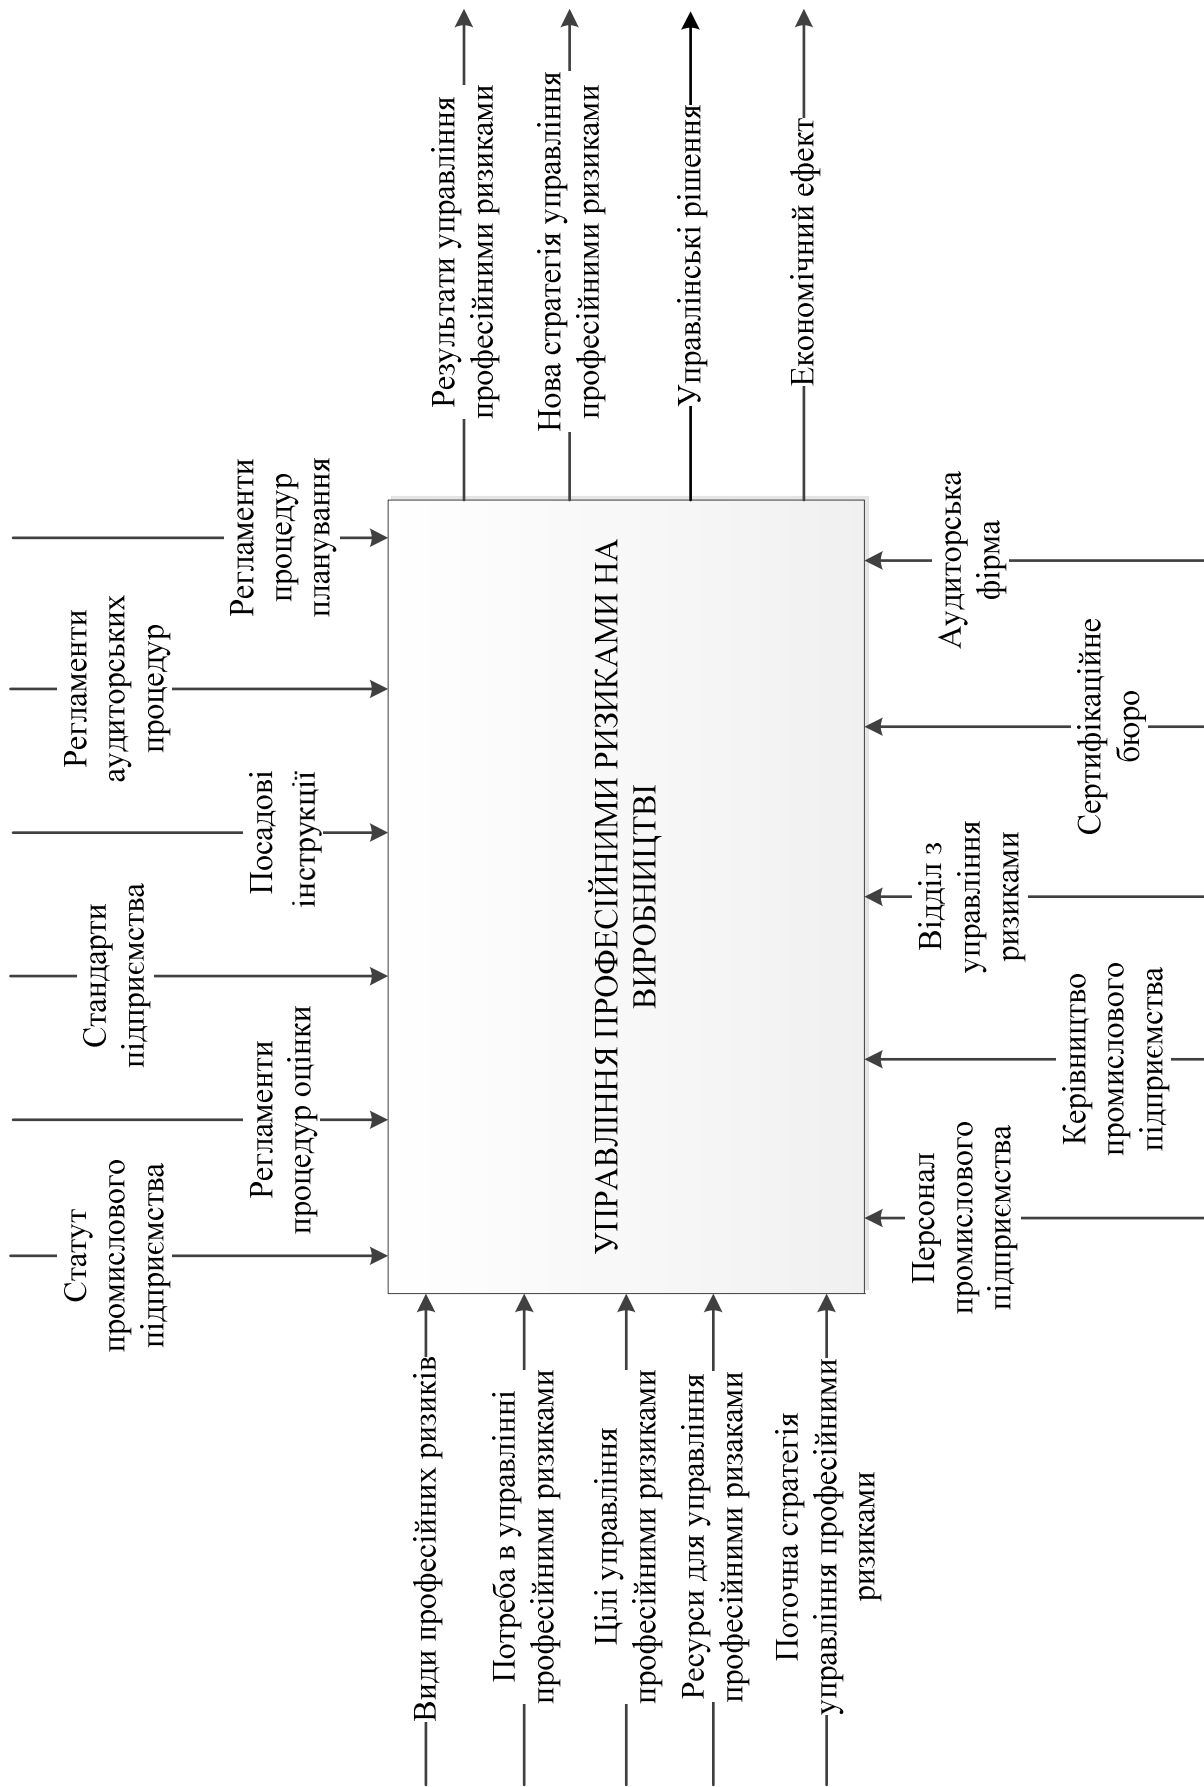 Статут
промислового
підприємства
Регламенти
процедур оцінки
Стандарти
підприємства
Посадові
інструкції
Регламенти
аудиторських
процедур
Регламенти
процедур
планування
Види професійних ризиків
Потреба в управлінні
професійними ризиками
Цілі управління
професійними ризиками
Ресурси для управління
професійними ризаками
Поточна стратегія
управління професійними
ризиками
УПРАВЛІННЯ ПРОФЕСІЙНИМИ РИЗИКАМИ НА
ВИРОБНИЦТВІ
Результати управління
професійними ризиками
Нова стратегія управління
професійними ризиками
Управлінські рішення
Економічний ефект
Персонал
промислового
підприємства
Керівництво
промислового
підприємства
Відділ з
управління
ризиками
Сертифікаційне
бюро
Аудиторська
фірма